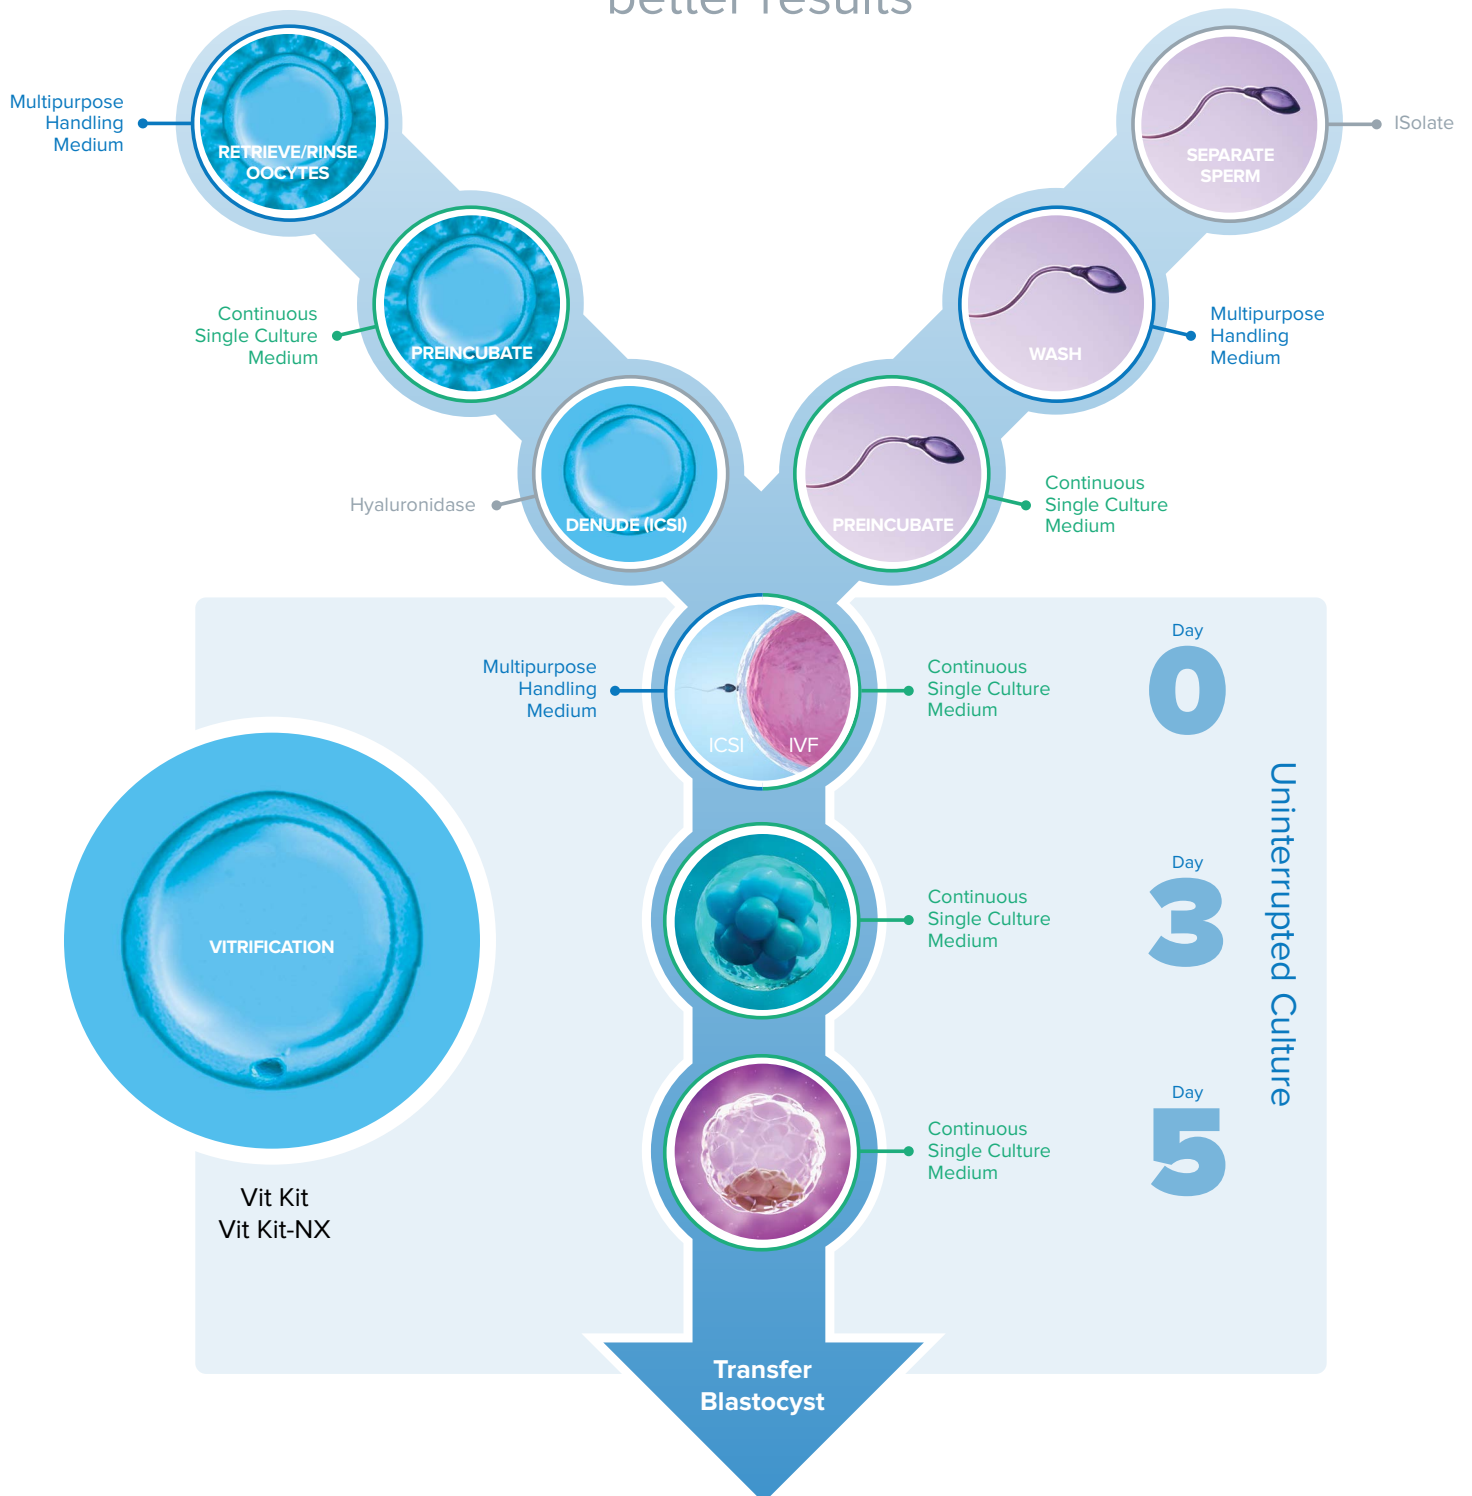 better results
Multipurpose
Handling
Medium
RETRIEVE/RINSE
OOCYTES
SEPARATE
SPERM
ISolate
Continuous
Single Culture
Medium
PREINCUBATE
WASH
Multipurpose
Handling
Medium
Hyaluronidase
DENUDE (ICSI)
PREINCUBATE
Continuous
Single Culture
Medium
Multipurpose
Handling
Medium
ICSI
IVF
Continuous
Single Culture
Medium
Day
0
VITRIFICATION
Continuous
Single Culture
Medium
Day
3
Uninterrupted Culture
Continuous
Single Culture
Medium
Day
5
Vit Kit
Vit Kit-NX
Transfer
Blastocyst